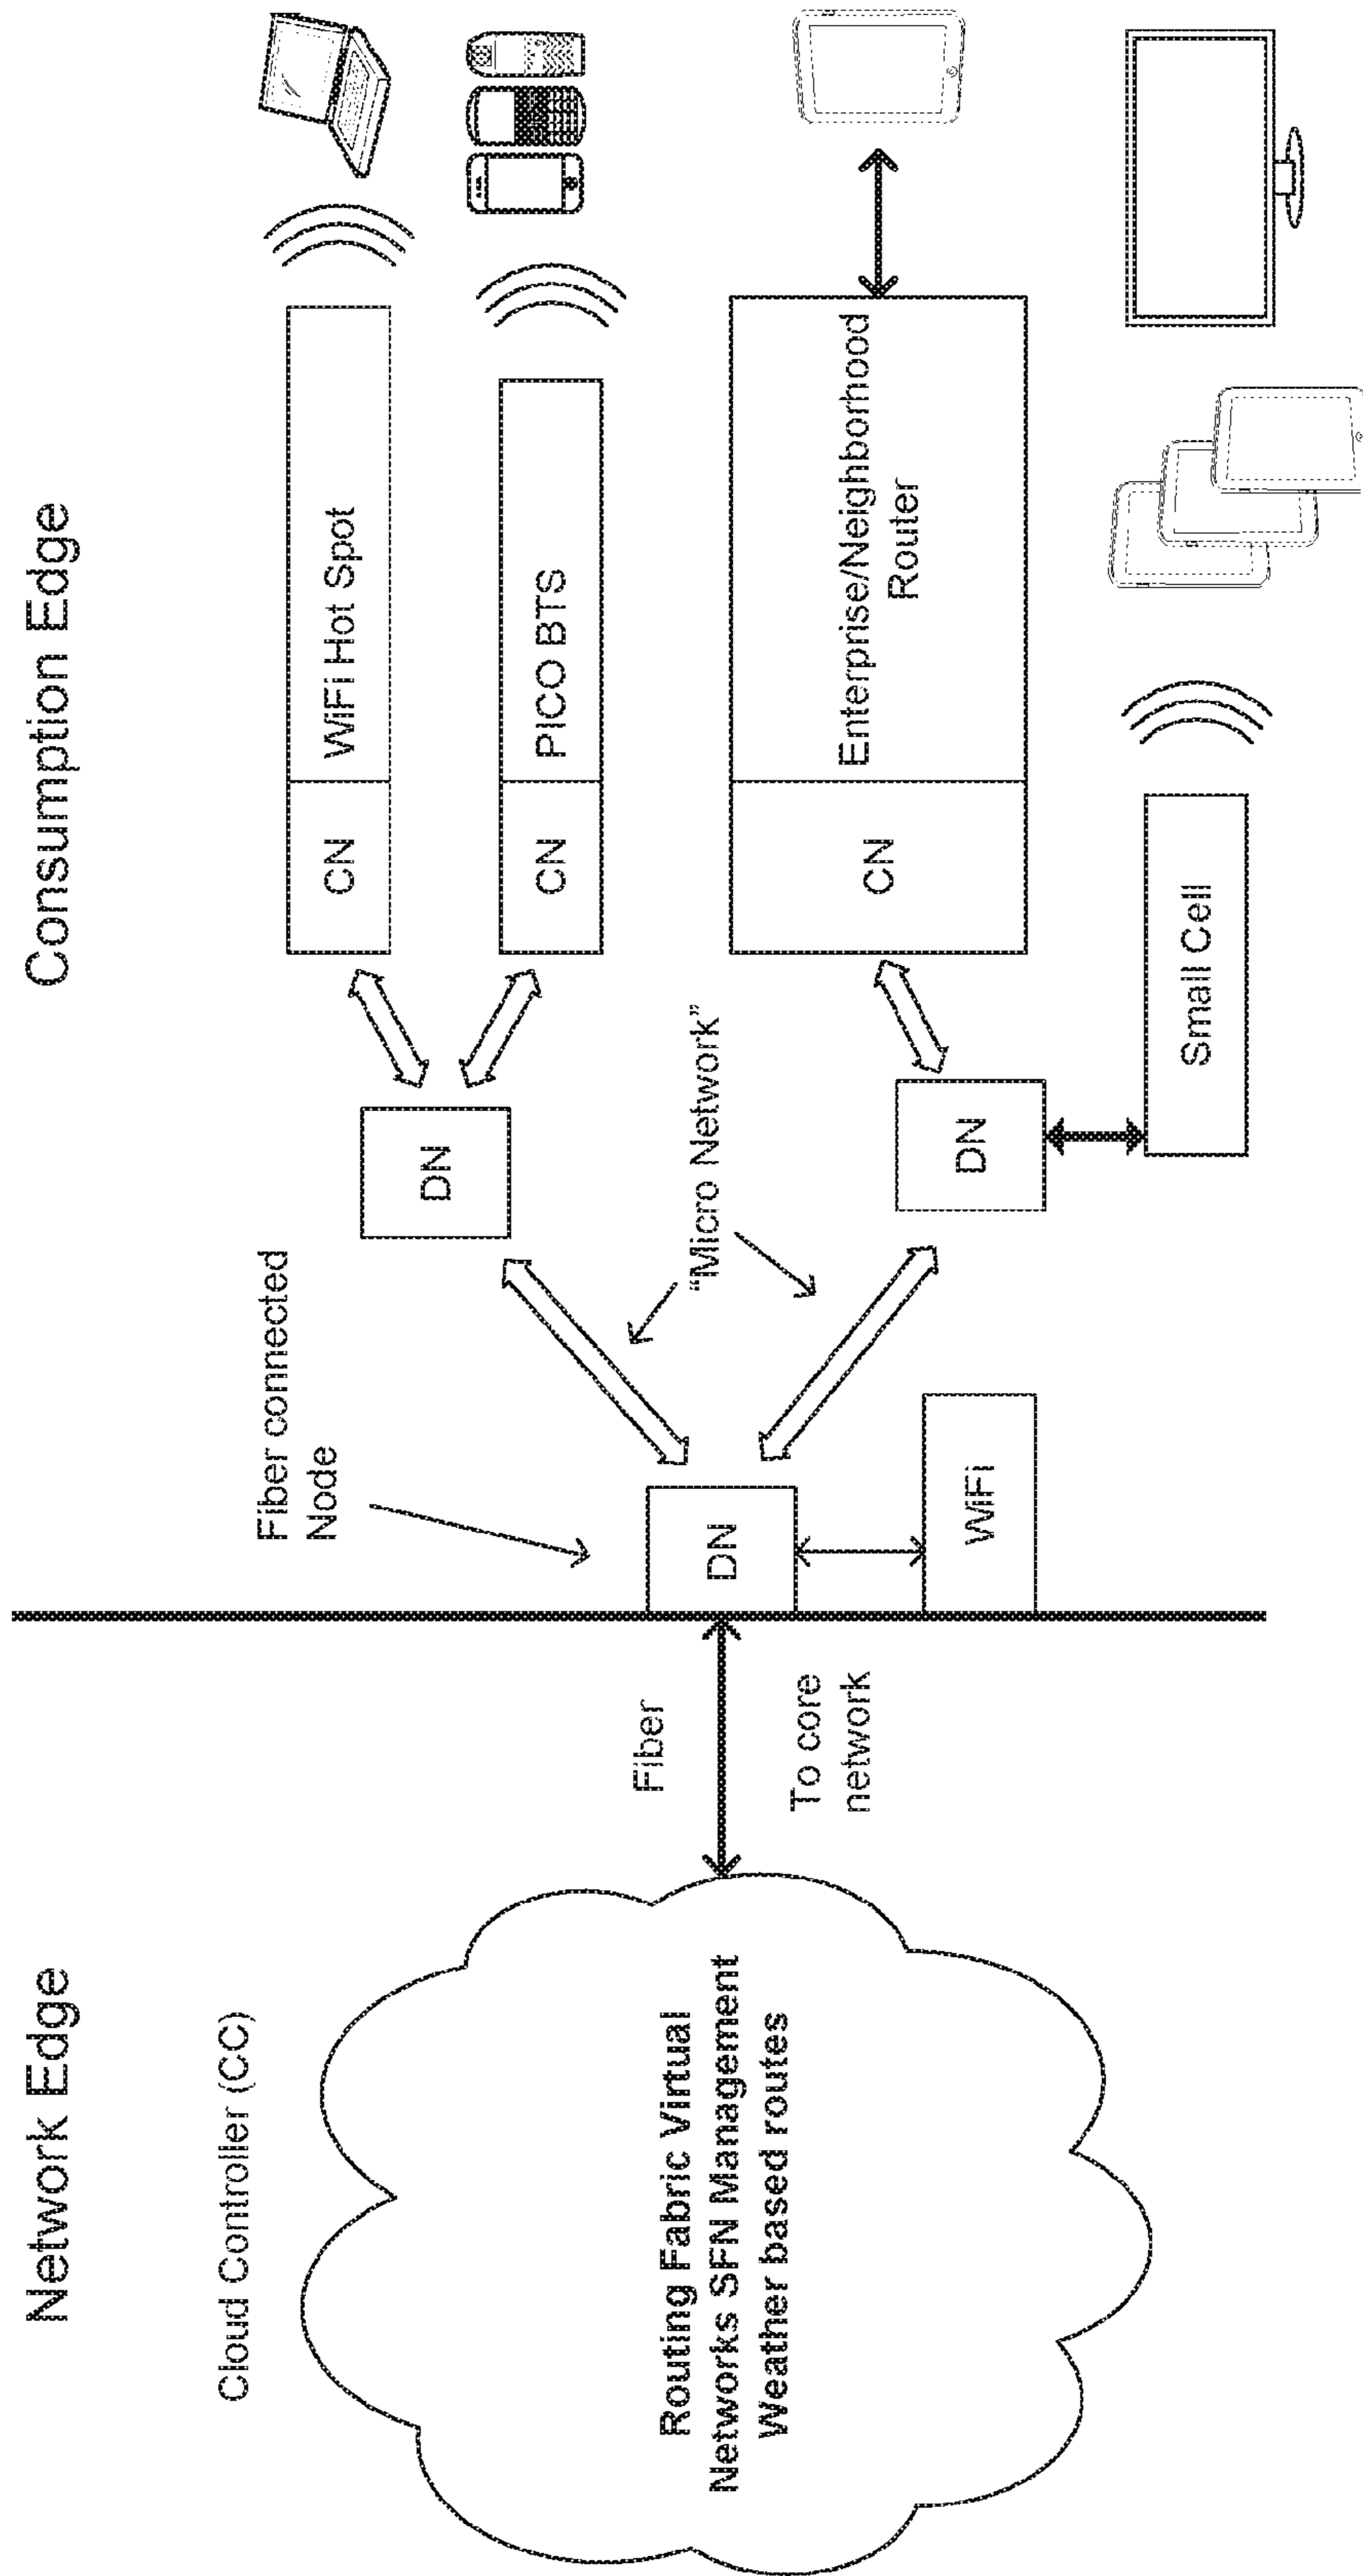 Network Edge
Consumption Edge
Cloud Controller (CC)
Routing Fabric Virtual
Networks SFN Management
Weather based routes
Fiber
To core
network
Fiber connected
Node
DN
WiFi
"Micro Network"
DN
DN
CN
WiFi Hot Spot
CN
PICO BTS
CN
Enterprise/Neighborhood
Router
Small Cell